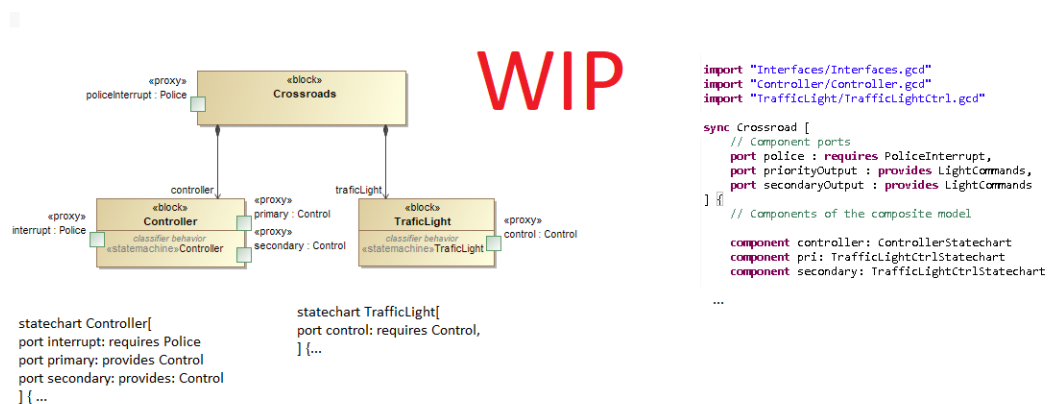 WIP
«block»
Crossroads
«proxy»
policeInterrupt : Police
controller
traficLight
«block»
Controller
classifier behavior
«statemachine»Controller
«proxy»
interrupt : Police
«proxy»
primary : Control
«proxy»
secondary : Control
«block»
TraficLight
classifier behavior
«statemachine»TraficLight
«proxy»
control : Control
statechart Controller[
port interrupt: requires Police
port primary: provides Control
port secondary: provides: Control
] { ...
statechart TrafficLight[
port control: requires Control,
] {...
import "Interfaces/Interfaces.gcd"
import "Controller/Controller.gcd"
import "TrafficLight/TrafficLightCtrl.gcd"
sync Crossroad [
// Component ports
port police : requires PoliceInterrupt,
port priorityOutput : provides LightCommands,
port secondaryOutput : provides LightCommands
] {
// Components of the composite model
component controller: ControllerStatechart
component pri: TrafficLightCtrlStatechart
component secondary: TrafficLightCtrlStatechart
...